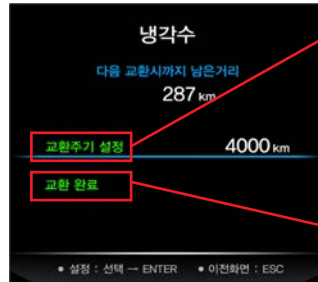 냉각수
다음 교환시까지 남은거리
287 km
교환주기 설정 4000 km
교환 완료
• 설정 : 선택 → ENTER • 이전화면 : ESC